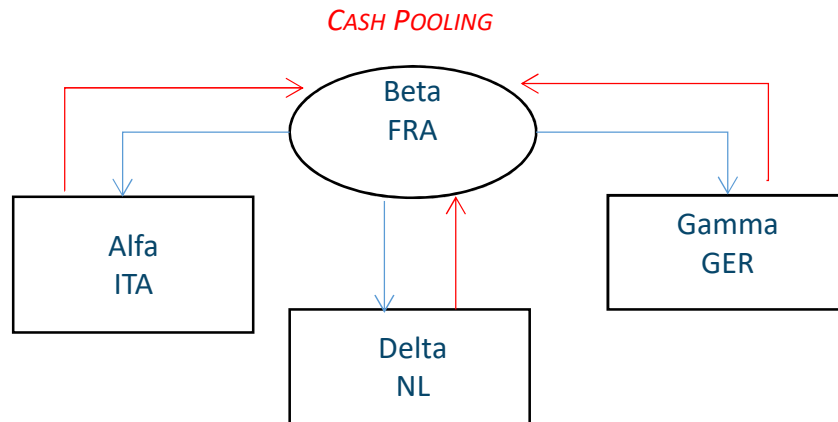 CASH POOLING
Beta
FRA
Alfa
ITA
Gamma
GER
Delta
NL